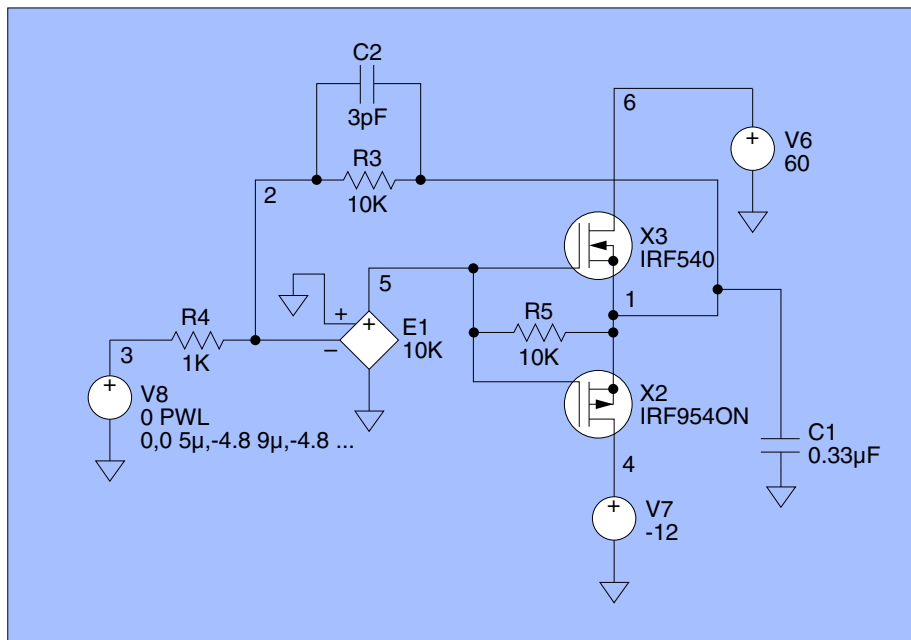 C2
3pF
6
V6
60
R3
10K
2
X3
IRF540
5
1
+
+
E1
10K
–
R4
1K
3
R5
10K
X2
IRF954ON
+
V8
0 PWL
0,0 5µ,-4.8 9µ,-4.8 ...
C1
0.33µF
4
+
V7
-12
+